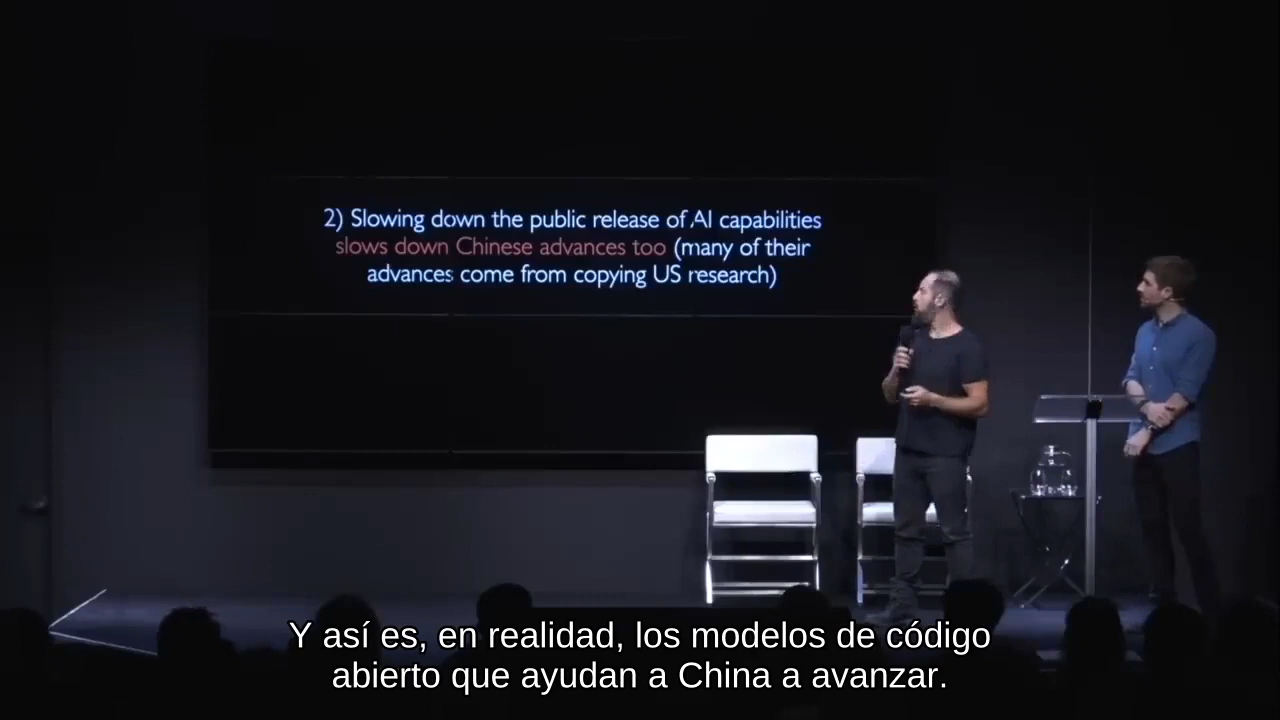 2) Slowing down the public release of AI capabilities
slows down Chinese advances too (many of their
advances come from copying US research)
Y así es, en realidad, los modelos de código
abierto que ayudan a China a avanzar.